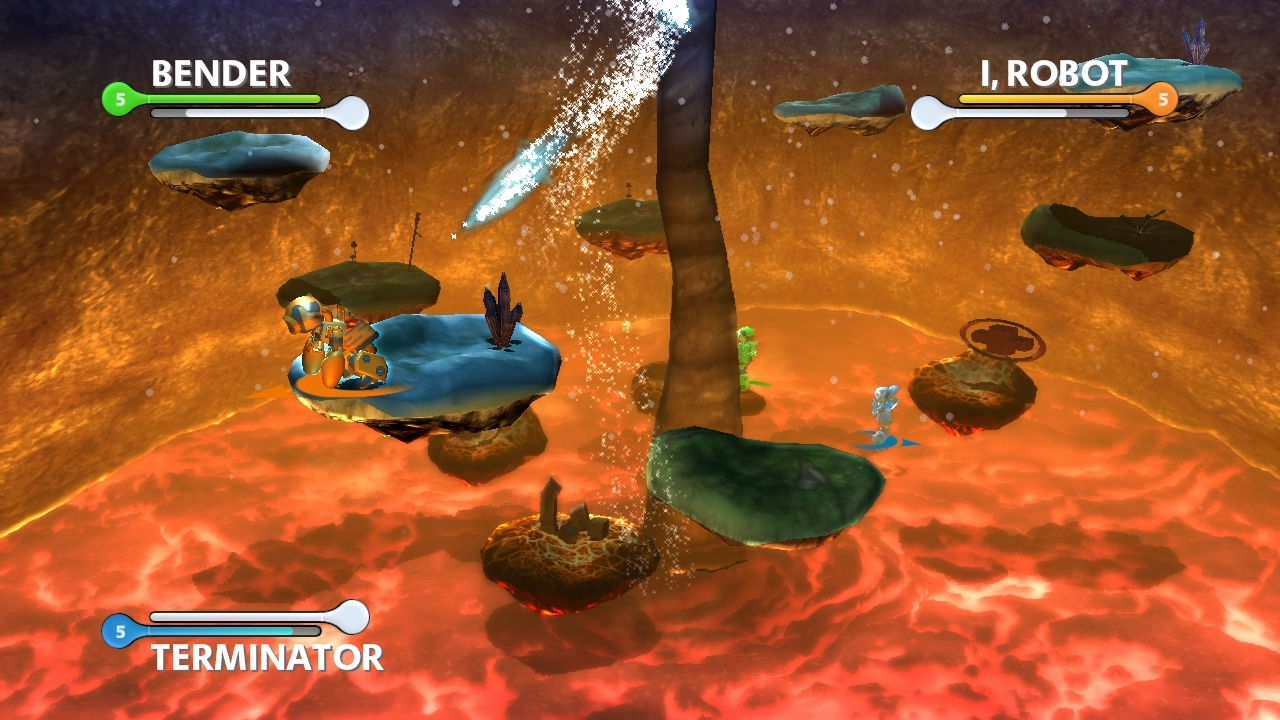 BENDER
5
I, ROBOT
5
5
TERMINATOR